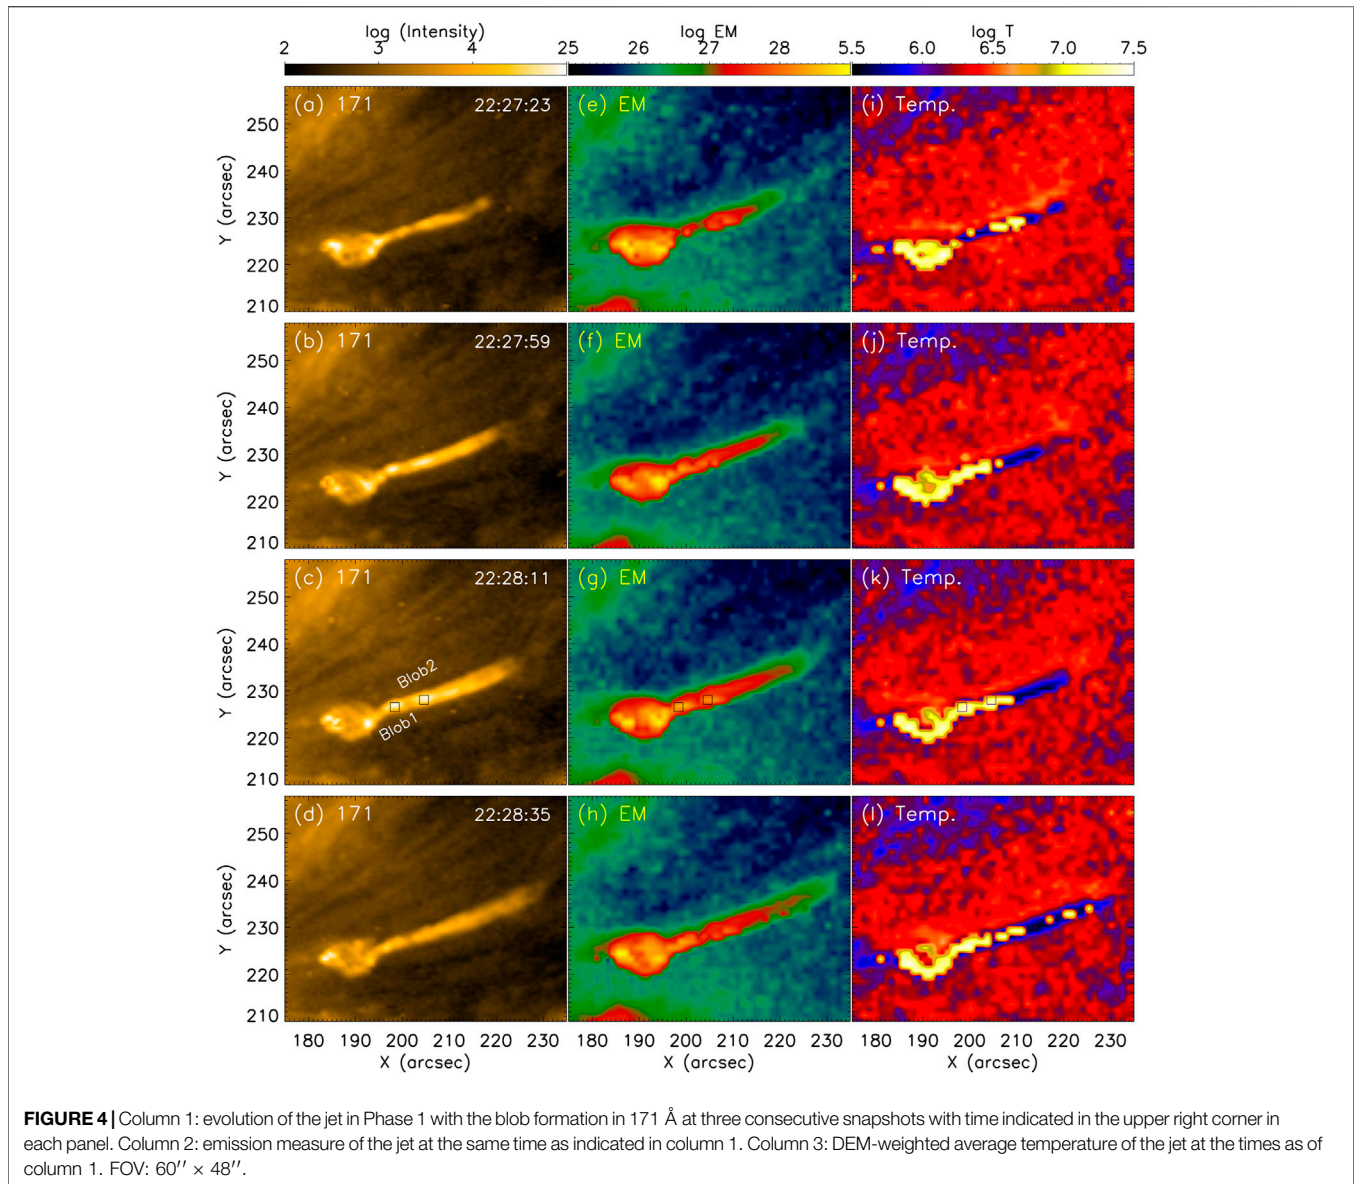 log (Intensity) log EM log T
2 3 4 25 26 27 28 5.5 6.0 6.5 7.0 7.5
(a) 171 22:27:23 (e) EM (i) Temp.
250
240
230
220
210
Y (arcsec)
(b) 171 22:27:59 (f) EM (j) Temp.
250
240
230
220
210
Y (arcsec)
(c) 171 22:28:11 (g) EM (k) Temp.
250
240
230
220
210
Y (arcsec)
Blob2
Blob1
(d) 171 22:28:35 (h) EM (l) Temp.
250
240
230
220
210
Y (arcsec)
180 190 200 210 220 230 180 190 200 210 220 230 180 190 200 210 220 230
X (arcsec) X (arcsec) X (arcsec)
FIGURE 4 | Column 1: evolution of the jet in Phase 1 with the blob formation in 171 Å at three consecutive snapshots with time indicated in the upper right corner in
each panel. Column 2: emission measure of the jet at the same time as indicated in column 1. Column 3: DEM-weighted average temperature of the jet at the times as of
column 1. FOV: 60′′ × 48′′.